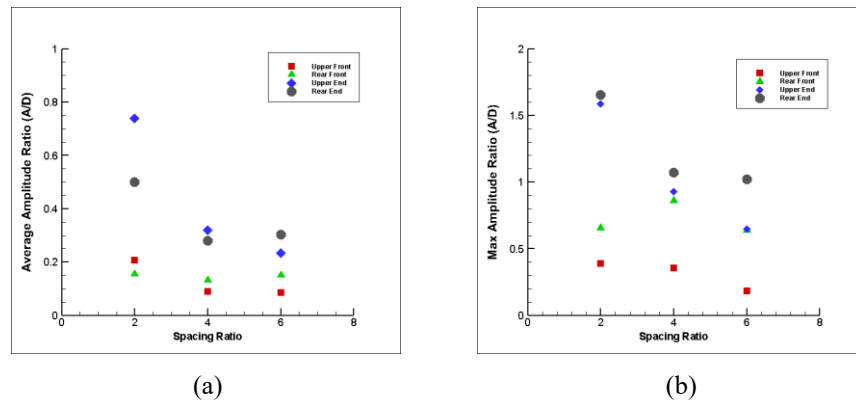 1
0.8
0.6
0.4
0.2
0
0
2
4
6
8
Average Amplitude Ratio (A/D)
Spacing Ratio
Upper Front
Rear Front
Upper End
Rear End
(a)
2
1.5
1
0.5
0
0
2
4
6
8
Max Amplitude Ratio (A/D)
Spacing Ratio
Upper Front
Rear Front
Upper End
Rear End
(b)